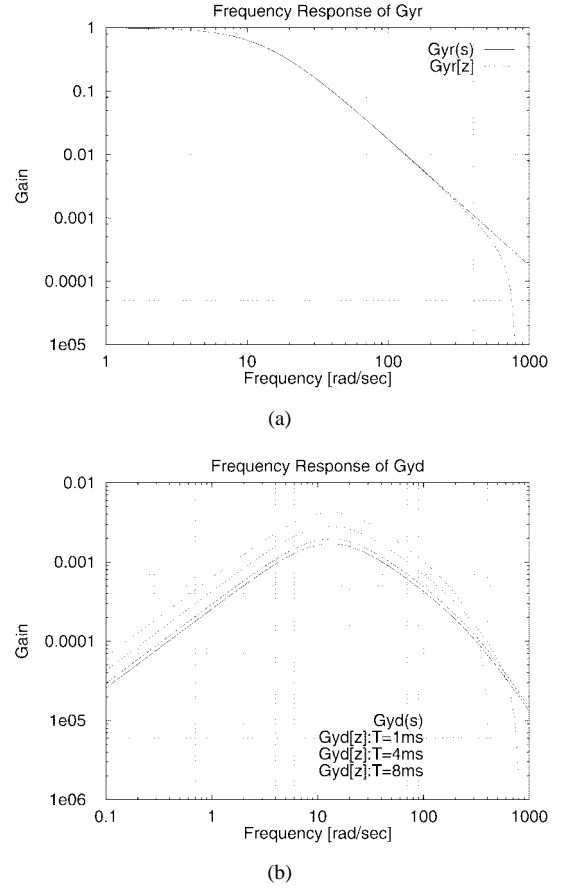 Frequency Response of Gyr
Gyr(s)
Gyr[z]
1
0.1
0.01
0.001
0.0001
1e05
Gain
1 10 100 1000
Frequency [rad/sec]
(a)
Frequency Response of Gyd
0.01
0.001
0.0001
1e05
1e06
Gain
Gyd(s)
Gyd[z]:T=1ms
Gyd[z]:T=4ms
Gyd[z]:T=8ms
0.1 1 10 100 1000
Frequency [rad/sec]
(b)